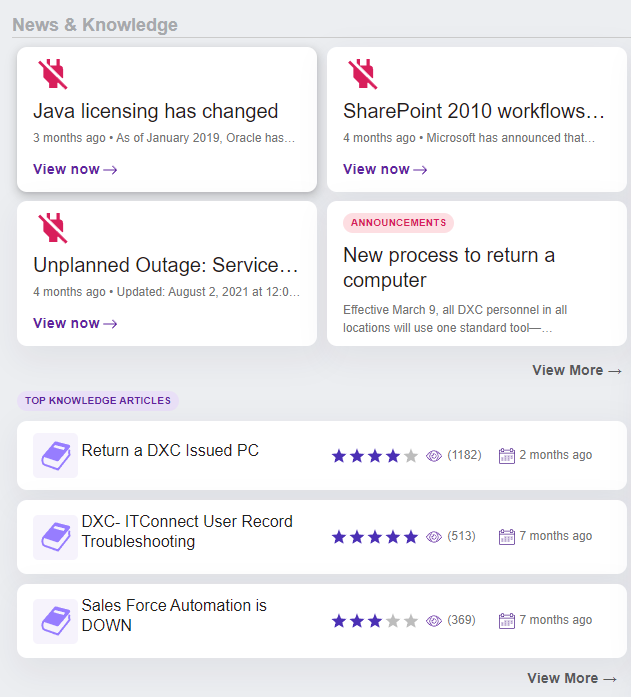 News & Knowledge
Java licensing has changed
3 months ago • As of January 2019, Oracle has...
View now →
SharePoint 2010 workflows...
4 months ago • Microsoft has announced that...
View now →
Unplanned Outage: Service...
4 months ago • Updated: August 2, 2021 at 12:0...
View now →
ANNOUNCEMENTS
New process to return a
computer
Effective March 9, all DXC personnel in all
locations will use one standard tool—...
View More →
TOP KNOWLEDGE ARTICLES
Return a DXC Issued PC
(1182)
2 months ago
DXC- ITConnect User Record
Troubleshooting
(513)
7 months ago
Sales Force Automation is
DOWN
(369)
7 months ago
View More →